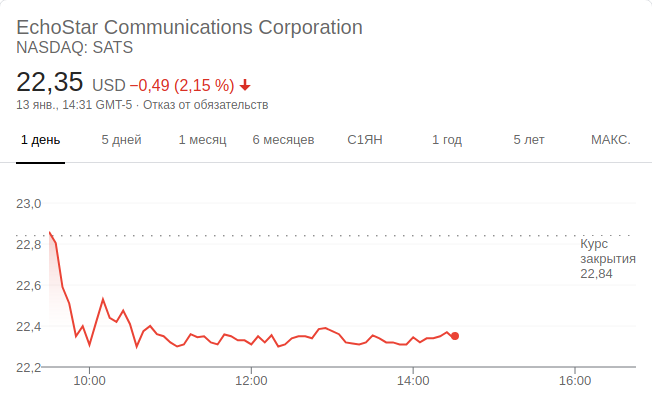 EchoStar Communications Corporation
NASDAQ: SATS
22,35 USD −0,49 (2,15 %)
13 янв., 14:31 GMT-5 · Отказ от обязательств
1 день 5 дней 1 месяц 6 месяцев С1ЯН 1 год 5 лет МАКС.
23,0
22,8
22,6
22,4
22,2
Курс
закрытия
22,84
10:00 12:00 14:00 16:00